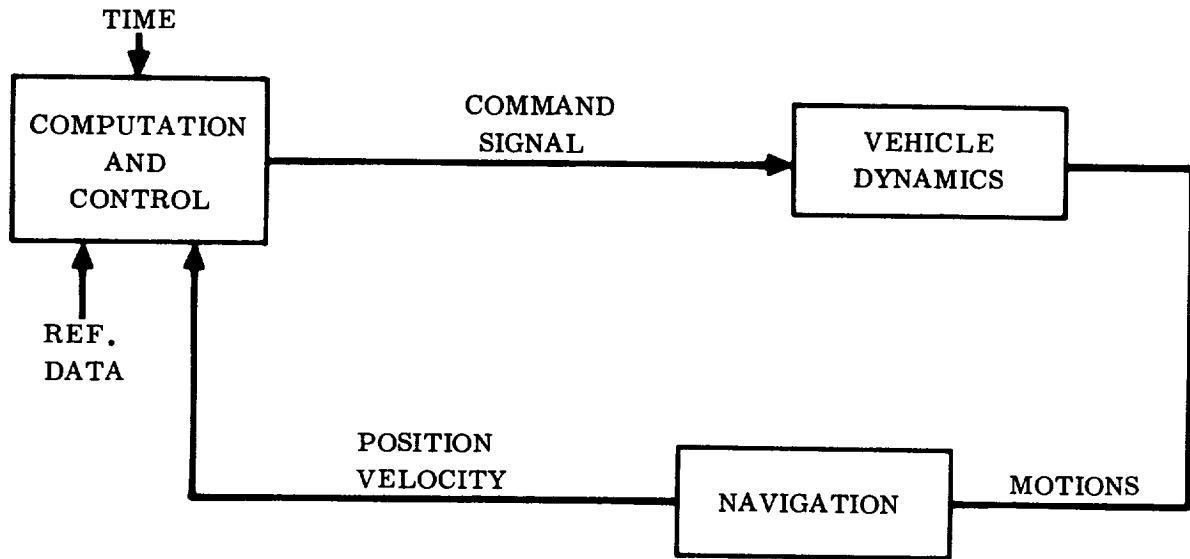 TIME
COMPUTATION
AND
CONTROL
COMMAND
SIGNAL
VEHICLE
DYNAMICS
REF.
DATA
POSITION
VELOCITY
NAVIGATION
MOTIONS